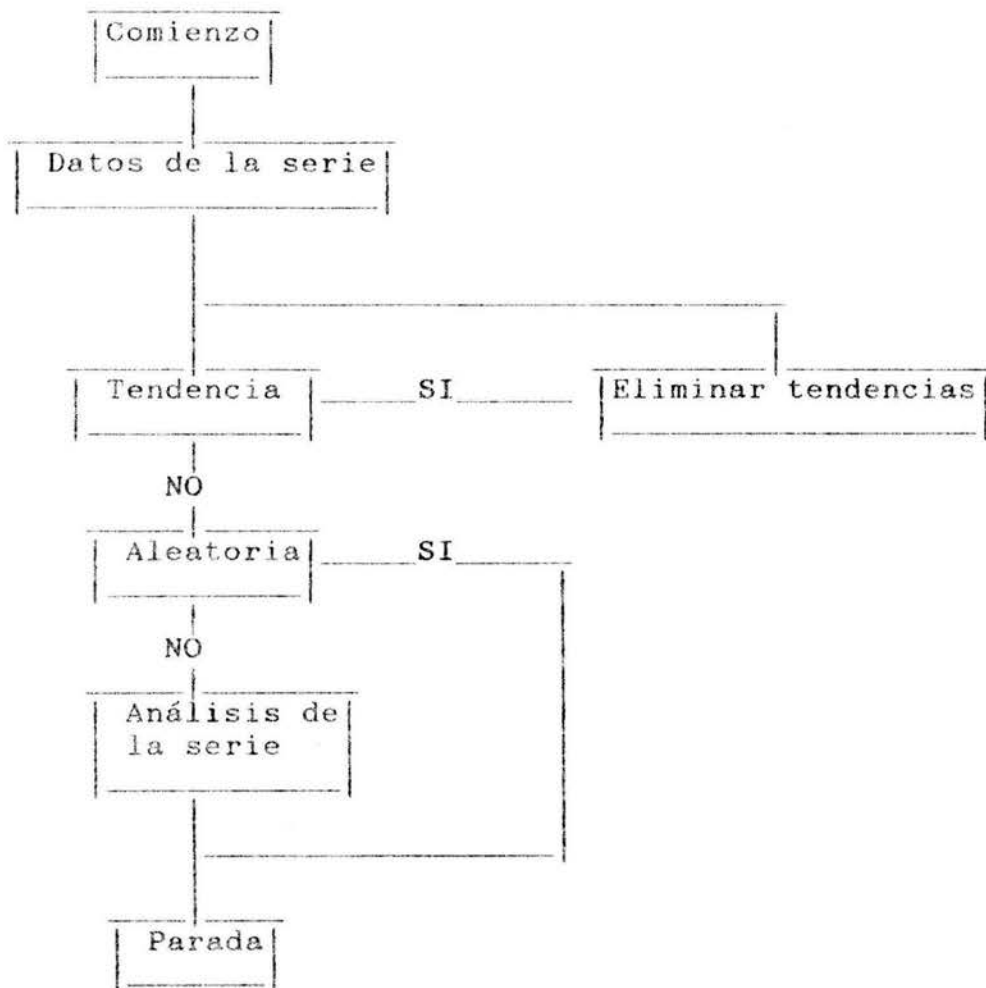 Comienzo
Datos de la serie
Tendencia
SI
Eliminar tendencias
NO
Aleatoria
SI
NO
Análisis de
la serie
Parada